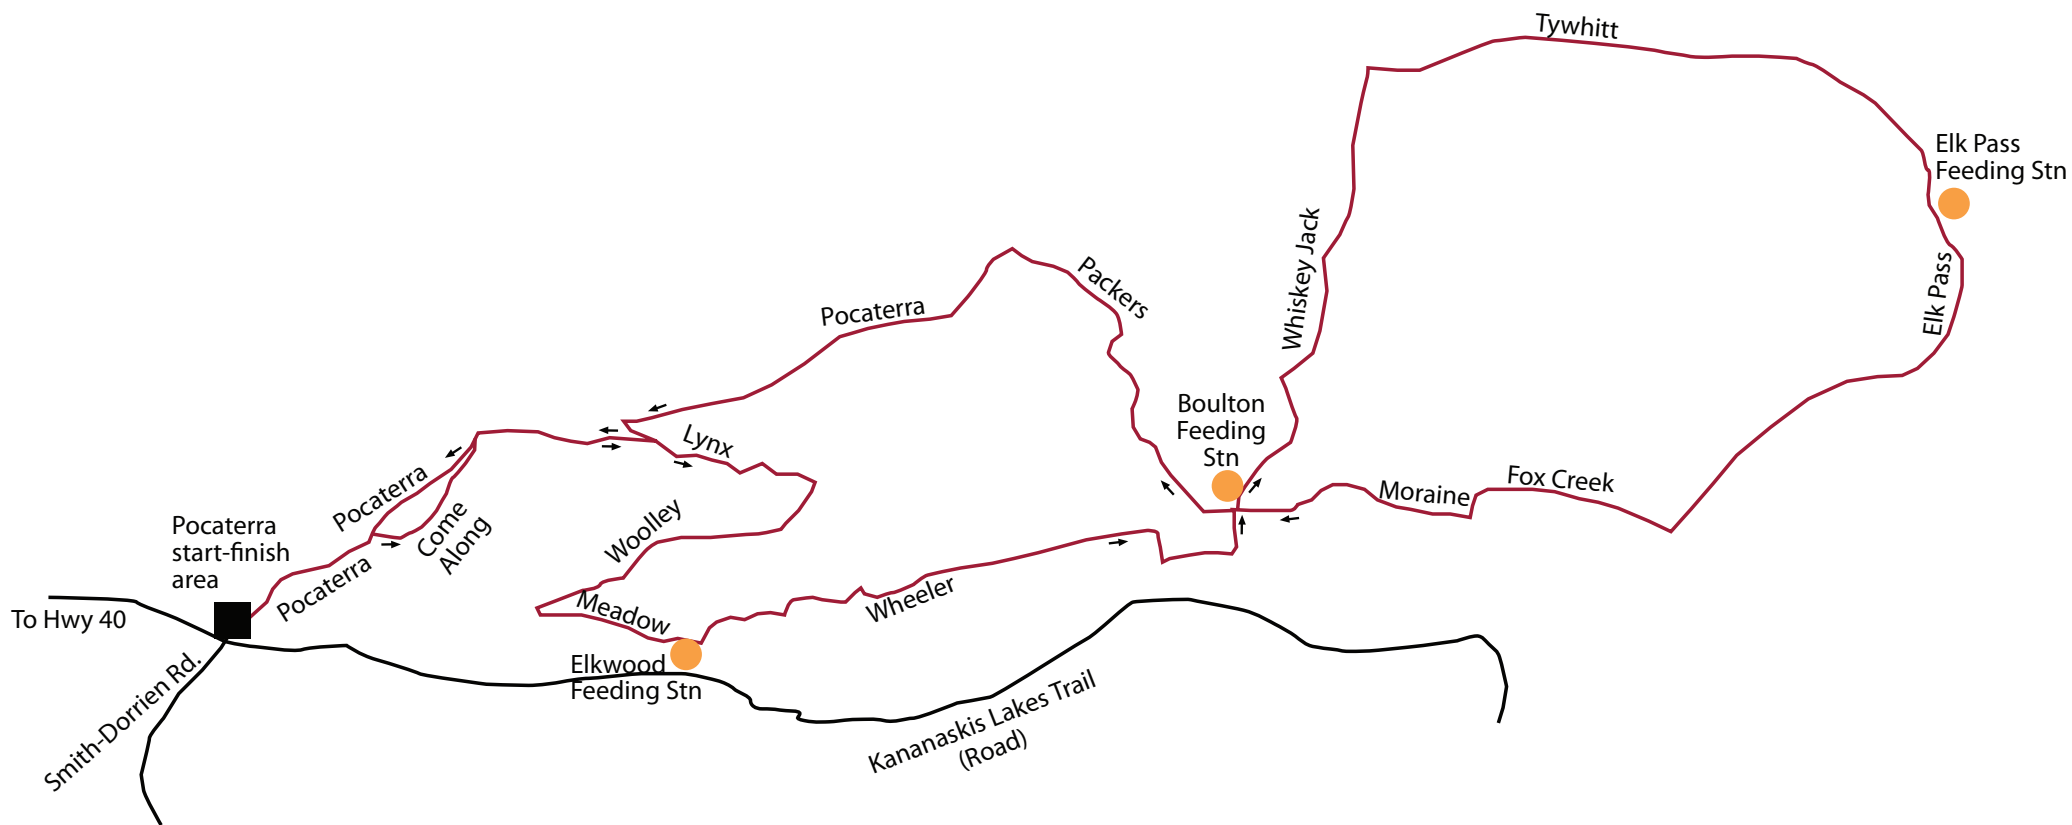 Tywhitt
Elk Pass
Feeding Stn
Whiskey Jack
Elk Pass
Packers
Pocaterra
Boulton
Feeding
Stn
Lynx
Pocaterra
Moraine
Fox Creek
Come
Along
Woolley
Pocaterra
start-finish
area
Pocaterra
Meadow
Wheeler
To Hwy 40
Elkwood
Feeding Stn
Smith-Dorrien Rd.
Kananaskis Lakes Trail
(Road)